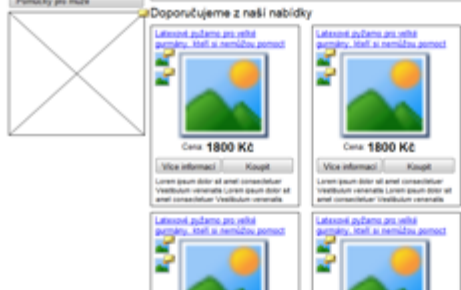 Pomůcky pro muže
Doporučujeme z naší nabídky
Latexové pyžamo pro velké
gurmány, kteří si nemůžou pomoct
Cena: 1800 Kč
Více informací
Koupit
Lorem ipsum dolor sit amet consectetuer
Vestibulum venenatis Lorem ipsum dolor sit
amet consectetuer Vestibulum venenatis
Latexové pyžamo pro velké
gurmány, kteří si nemůžou pomoct
Cena: 1800 Kč
Více informací
Koupit
Lorem ipsum dolor sit amet consectetuer
Vestibulum venenatis Lorem ipsum dolor sit
amet consectetuer Vestibulum venenatis
Latexové pyžamo pro velké
gurmány, kteří si nemůžou pomoct
Latexové pyžamo pro velké
gurmány, kteří si nemůžou pomoct